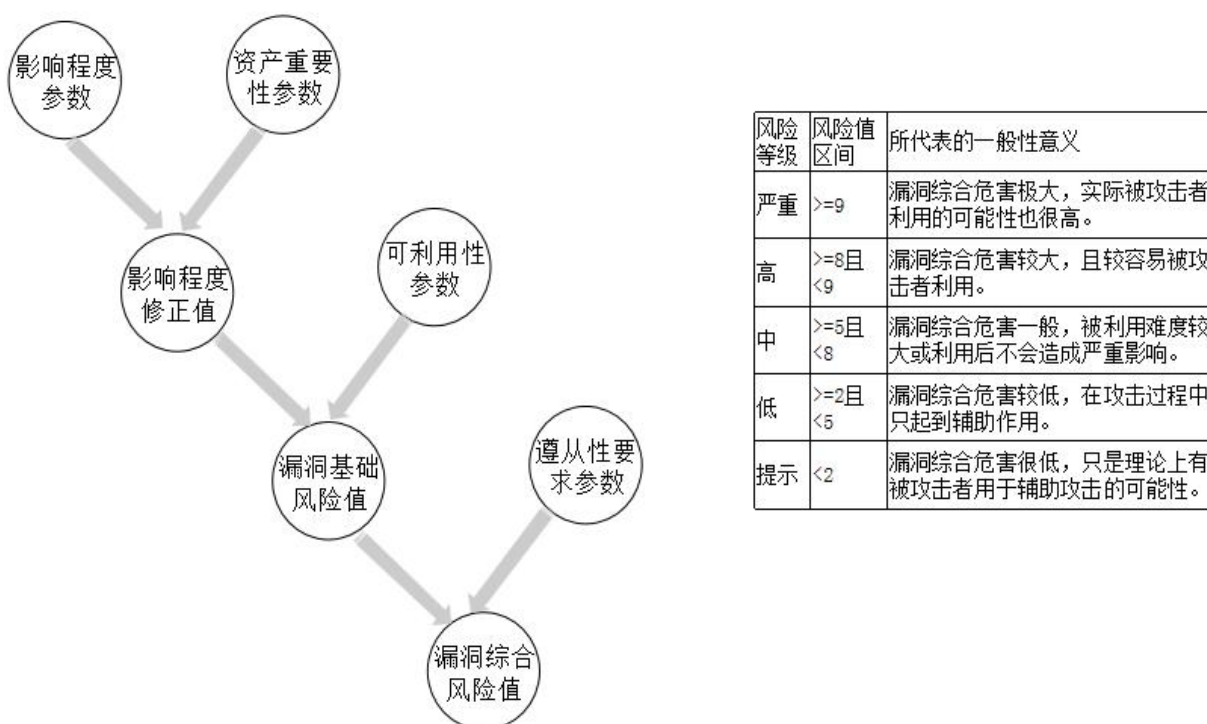 影响程度
参数
资产重要
性参数
影响程度
修正值
可利用性
参数
漏洞基础
风险值
遵从性要
求参数
漏洞综合
风险值
风险
等级
风险值
区间
所代表的一般性意义
严重
>=9
漏洞综合危害极大，实际被攻击者
利用的可能性也很高。
高
>=8且
<9
漏洞综合危害较大，且较容易被攻
击者利用。
中
>=5且
<8
漏洞综合危害一般，被利用难度较
大或利用后不会造成严重影响。
低
>=2且
<5
漏洞综合危害较低，在攻击过程中
只起到辅助作用。
提示
<2
漏洞综合危害很低，只是理论上有
被攻击者用于辅助攻击的可能性。